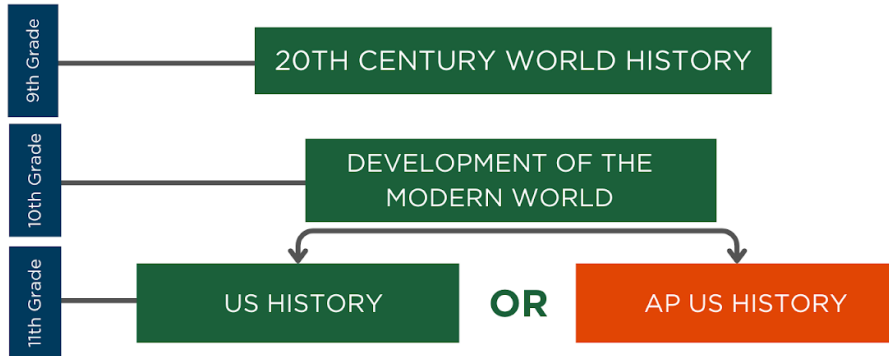 9th Grade
20TH CENTURY WORLD HISTORY
10th Grade
DEVELOPMENT OF THE
MODERN WORLD
11th Grade
US HISTORY
OR
AP US HISTORY